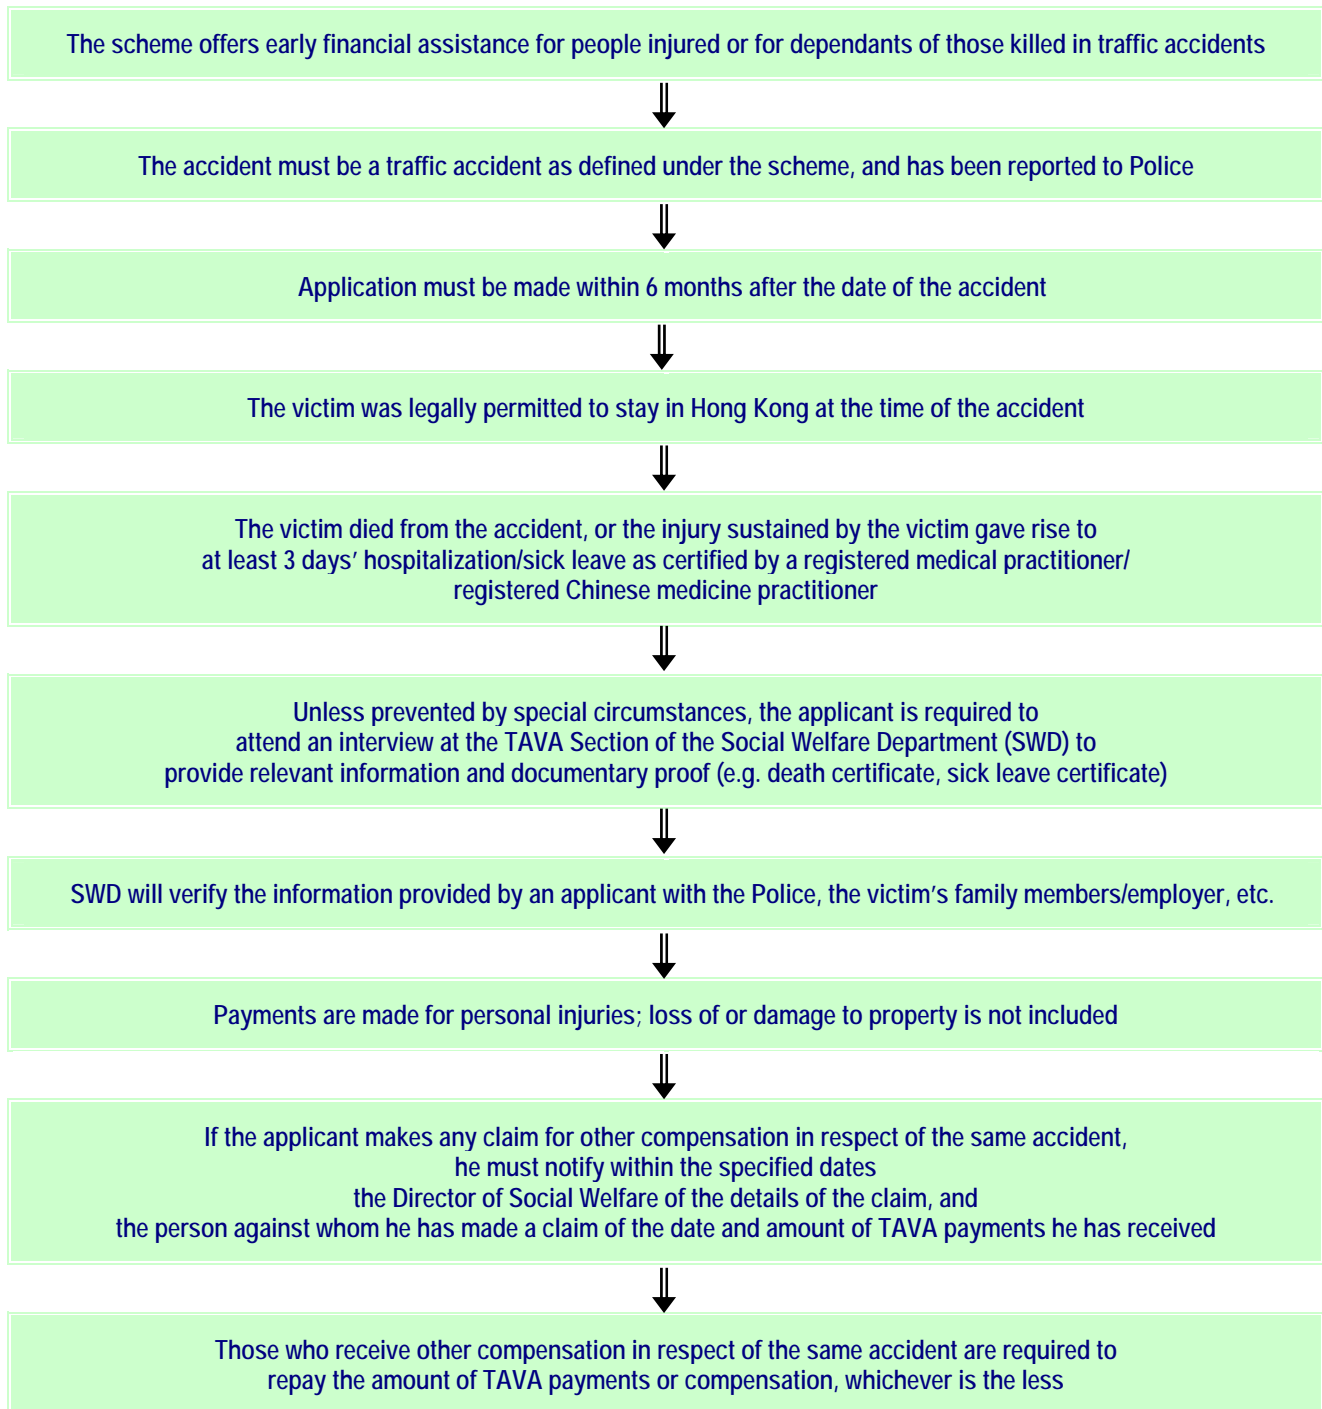 The scheme offers early financial assistance for people injured or for dependants of those killed in traffic accidents
The accident must be a traffic accident as defined under the scheme, and has been reported to Police
Application must be made within 6 months after the date of the accident
The victim was legally permitted to stay in Hong Kong at the time of the accident
The victim died from the accident, or the injury sustained by the victim gave rise to
at least 3 days’ hospitalization/sick leave as certified by a registered medical practitioner/
registered Chinese medicine practitioner
Unless prevented by special circumstances, the applicant is required to
attend an interview at the TAVA Section of the Social Welfare Department (SWD) to
provide relevant information and documentary proof (e.g. death certificate, sick leave certificate)
SWD will verify the information provided by an applicant with the Police, the victim’s family members/employer, etc.
Payments are made for personal injuries; loss of or damage to property is not included
If the applicant makes any claim for other compensation in respect of the same accident,
he must notify within the specified dates
the Director of Social Welfare of the details of the claim, and
the person against whom he has made a claim of the date and amount of TAVA payments he has received
Those who receive other compensation in respect of the same accident are required to
repay the amount of TAVA payments or compensation, whichever is the less